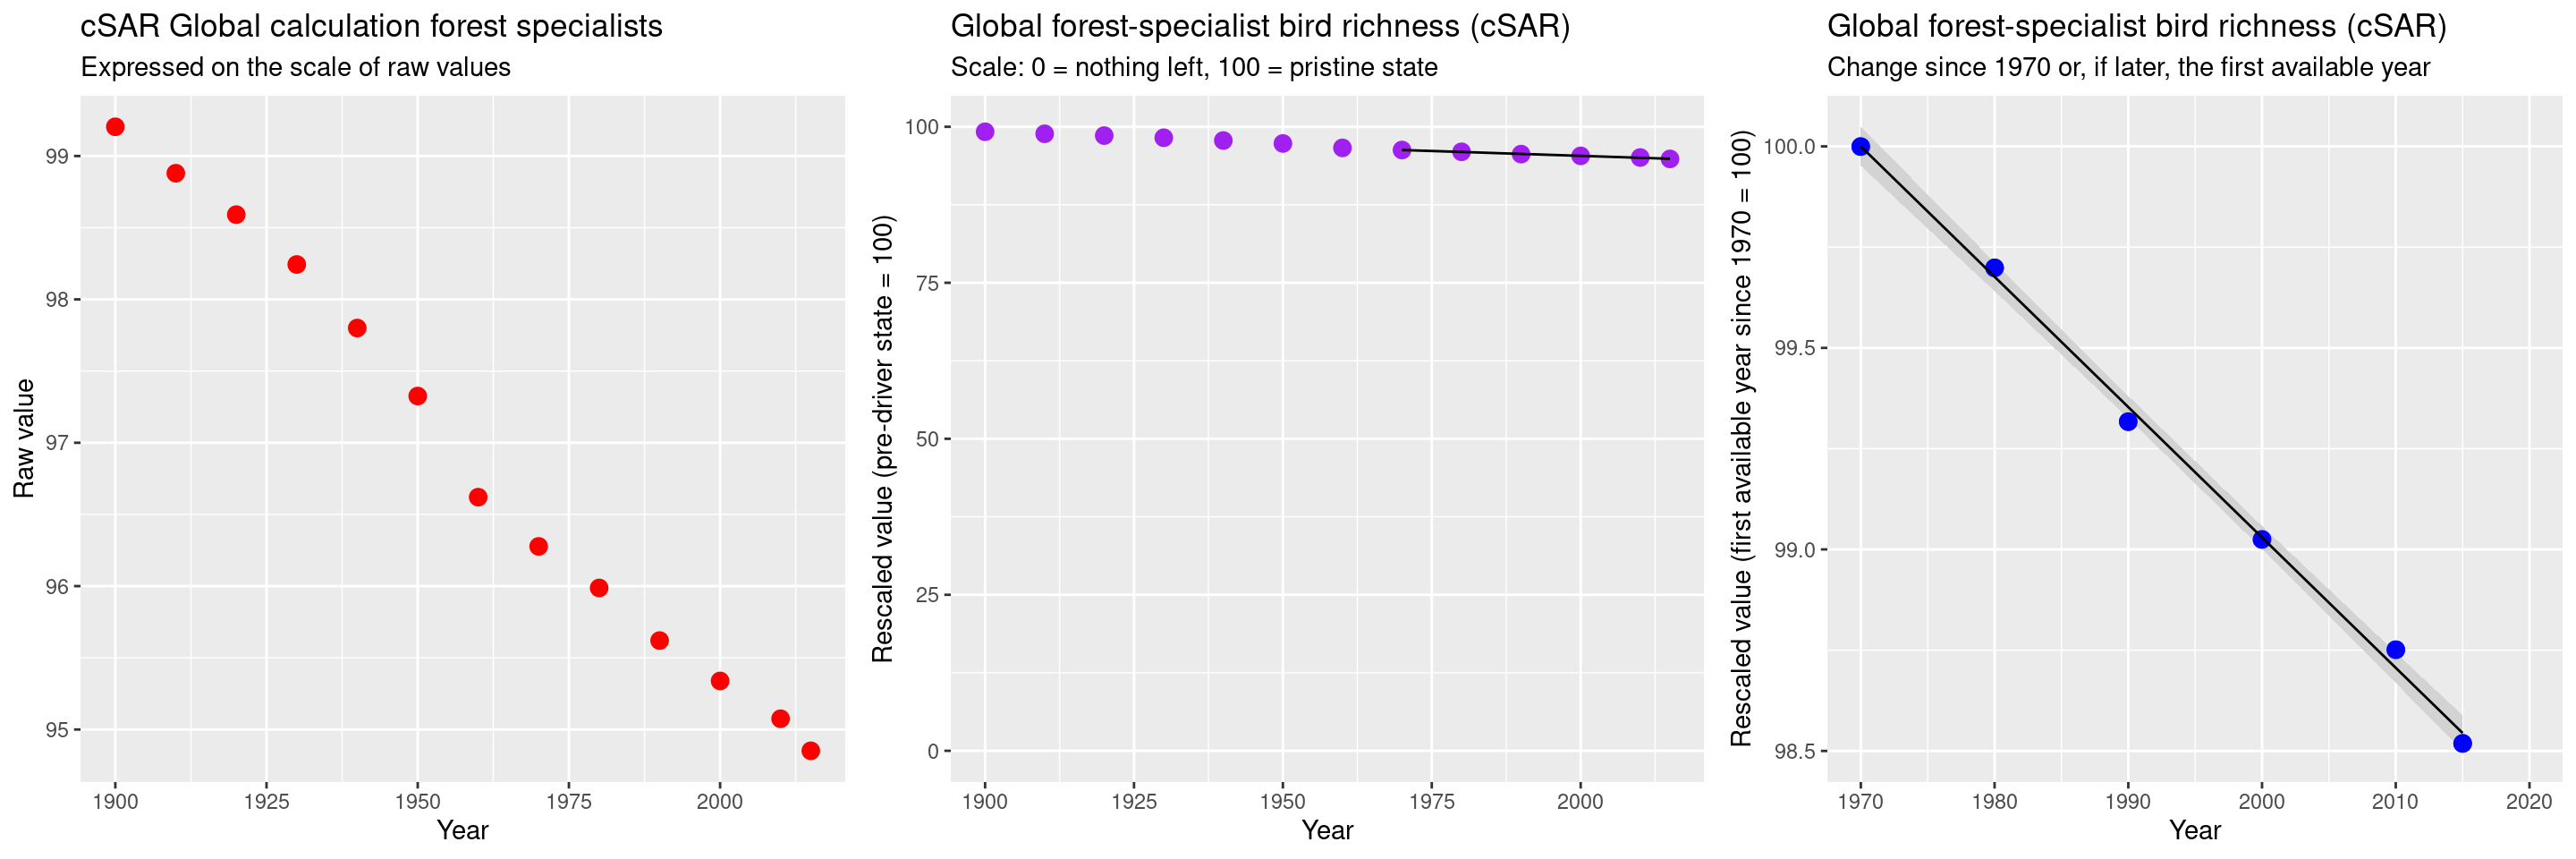 cSAR Global calculation forest specialists
Expressed on the scale of raw values
Raw value
99
98
97
96
95
1900 1925 1950 1975 2000
Year
Global forest-specialist bird richness (cSAR)
Scale: 0 = nothing left, 100 = pristine state
Rescaled value (pre-driver state = 100)
100
75
50
25
0
1900 1925 1950 1975 2000
Year
Global forest-specialist bird richness (cSAR)
Change since 1970 or, if later, the first available year
Rescaled value (first available year since 1970 = 100)
100.0
99.5
99.0
98.5
1970 1980 1990 2000 2010 2020
Year